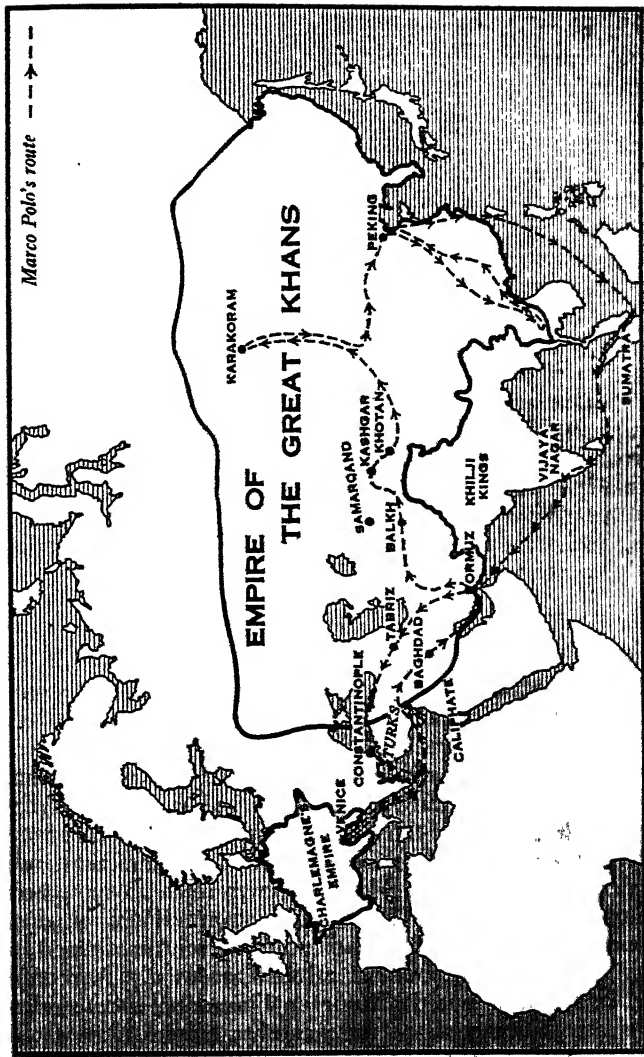 Marco Polo's route
EMPIRE OF
THE GREAT KHANS
KARAKORAM
PEKING
SAMARQAND
KASHGAR
KHOTAN
BALKH
KHILJI
KINGS
VIJAYA
NAGAR
SUMATRA
ORMUZ
TABRIZ
BAGHDAD
CONSTANTINOPLE
TURKS
CALIPHATE
VENICE
CHARLEMAGNE'S
EMPIRE